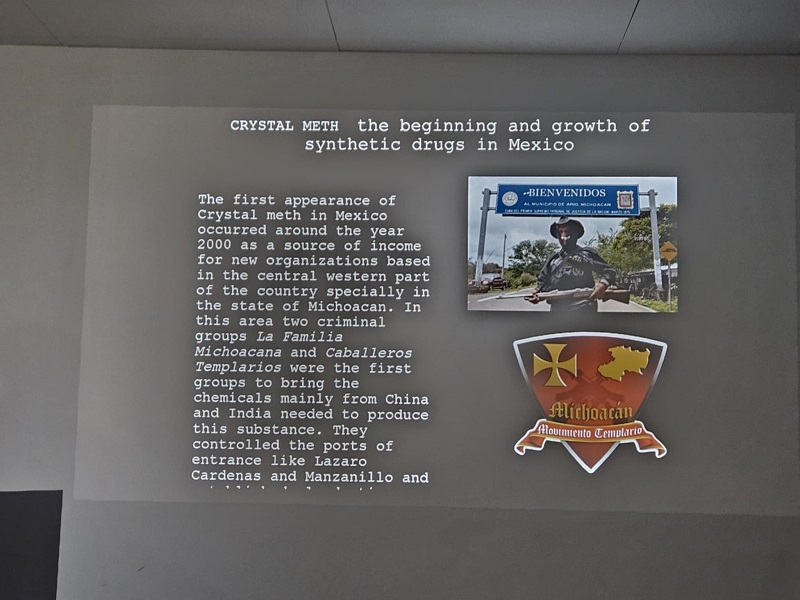 CRYSTAL METH the beginning and growth of
synthetic drugs in Mexico
The first appearance of
Crystal meth in Mexico
occurred around the year
2000 as a source of income
for new organizations based
in the central western part
of the country specially in
the state of Michoacan. In
this area two criminal
groups La Familia
Michoacana and Caballeros
Templarios were the first
groups to bring the
chemicals mainly from China
and India needed to produce
this substance. They
controlled the ports of
entrance like Lazaro
Cardenas and Manzanillo and
BIENVENIDOS
AL MUNICIPIO DE ARIO, MICHOACAN
Michoacán
Movimiento Templario